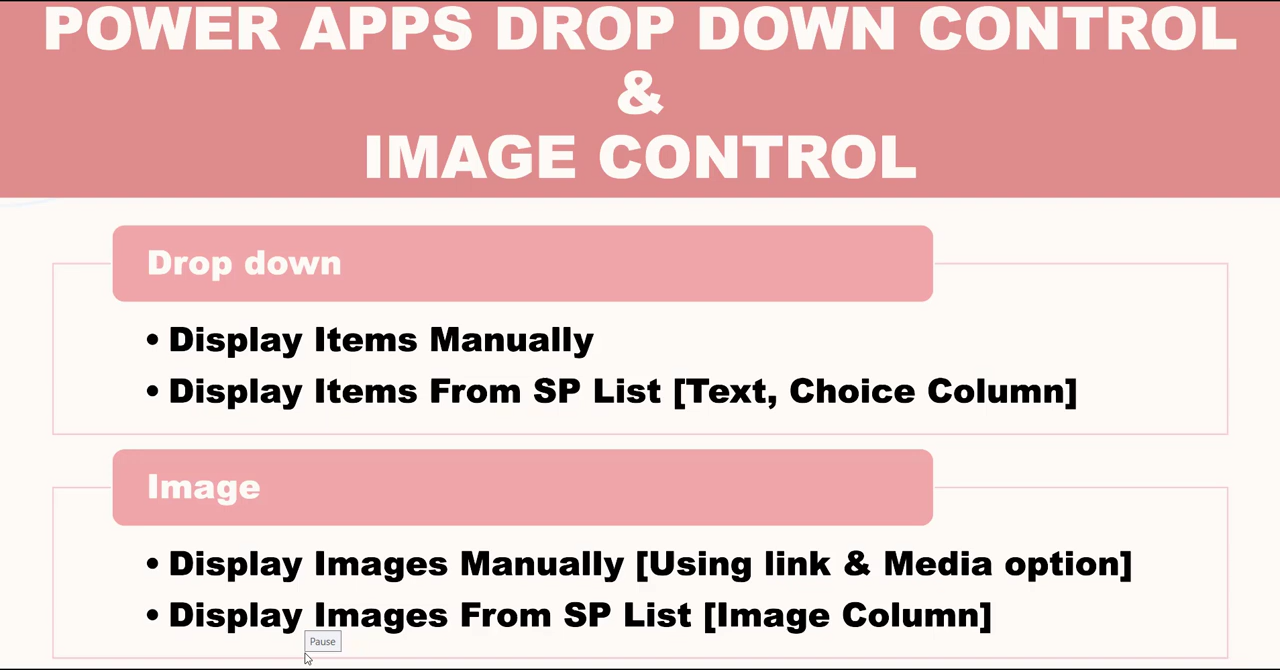 POWER APPS DROP DOWN CONTROL
&
IMAGE CONTROL
Drop down
• Display Items Manually
• Display Items From SP List [Text, Choice Column]
Image
• Display Images Manually [Using link & Media option]
• Display Images From SP List [Image Column]
Pause